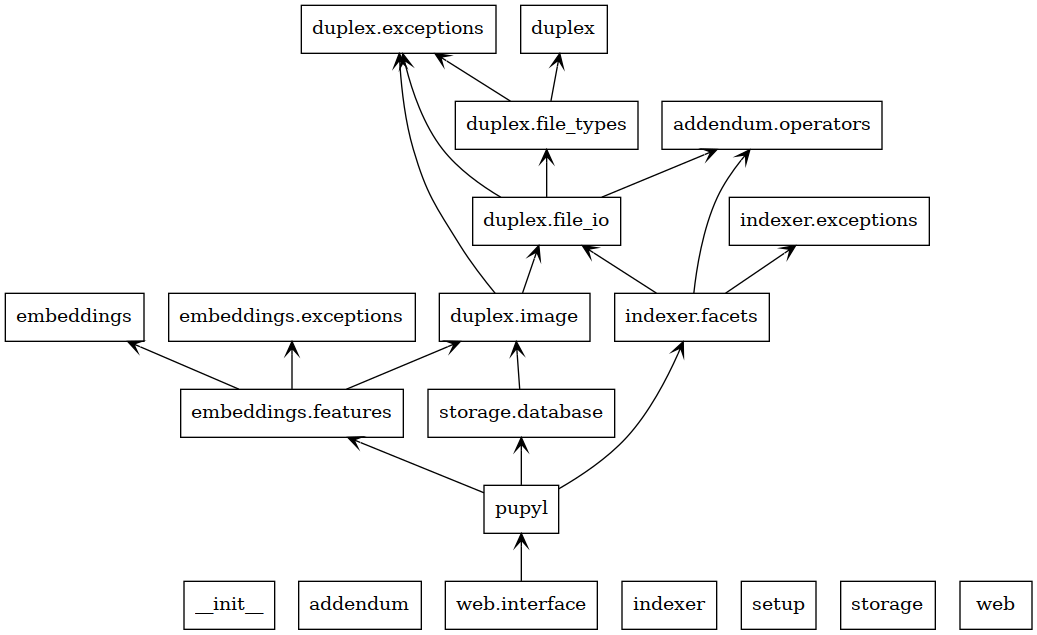 duplex.exceptions
duplex
duplex.file_types
addendum.operators
duplex.file_io
indexer.exceptions
embeddings
embeddings.exceptions
duplex.image
indexer.facets
embeddings.features
storage.database
pupyl
__init__
addendum
web.interface
indexer
setup
storage
web